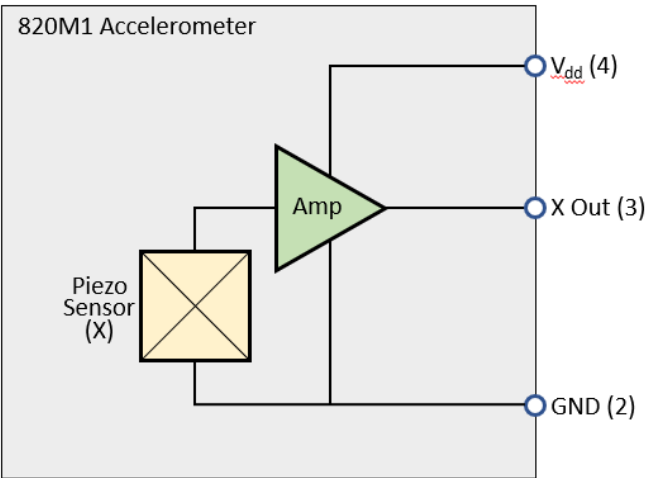 820M1 Accelerometer
Vdd (4)
Amp
X Out (3)
Piezo
Sensor
(X)
GND (2)